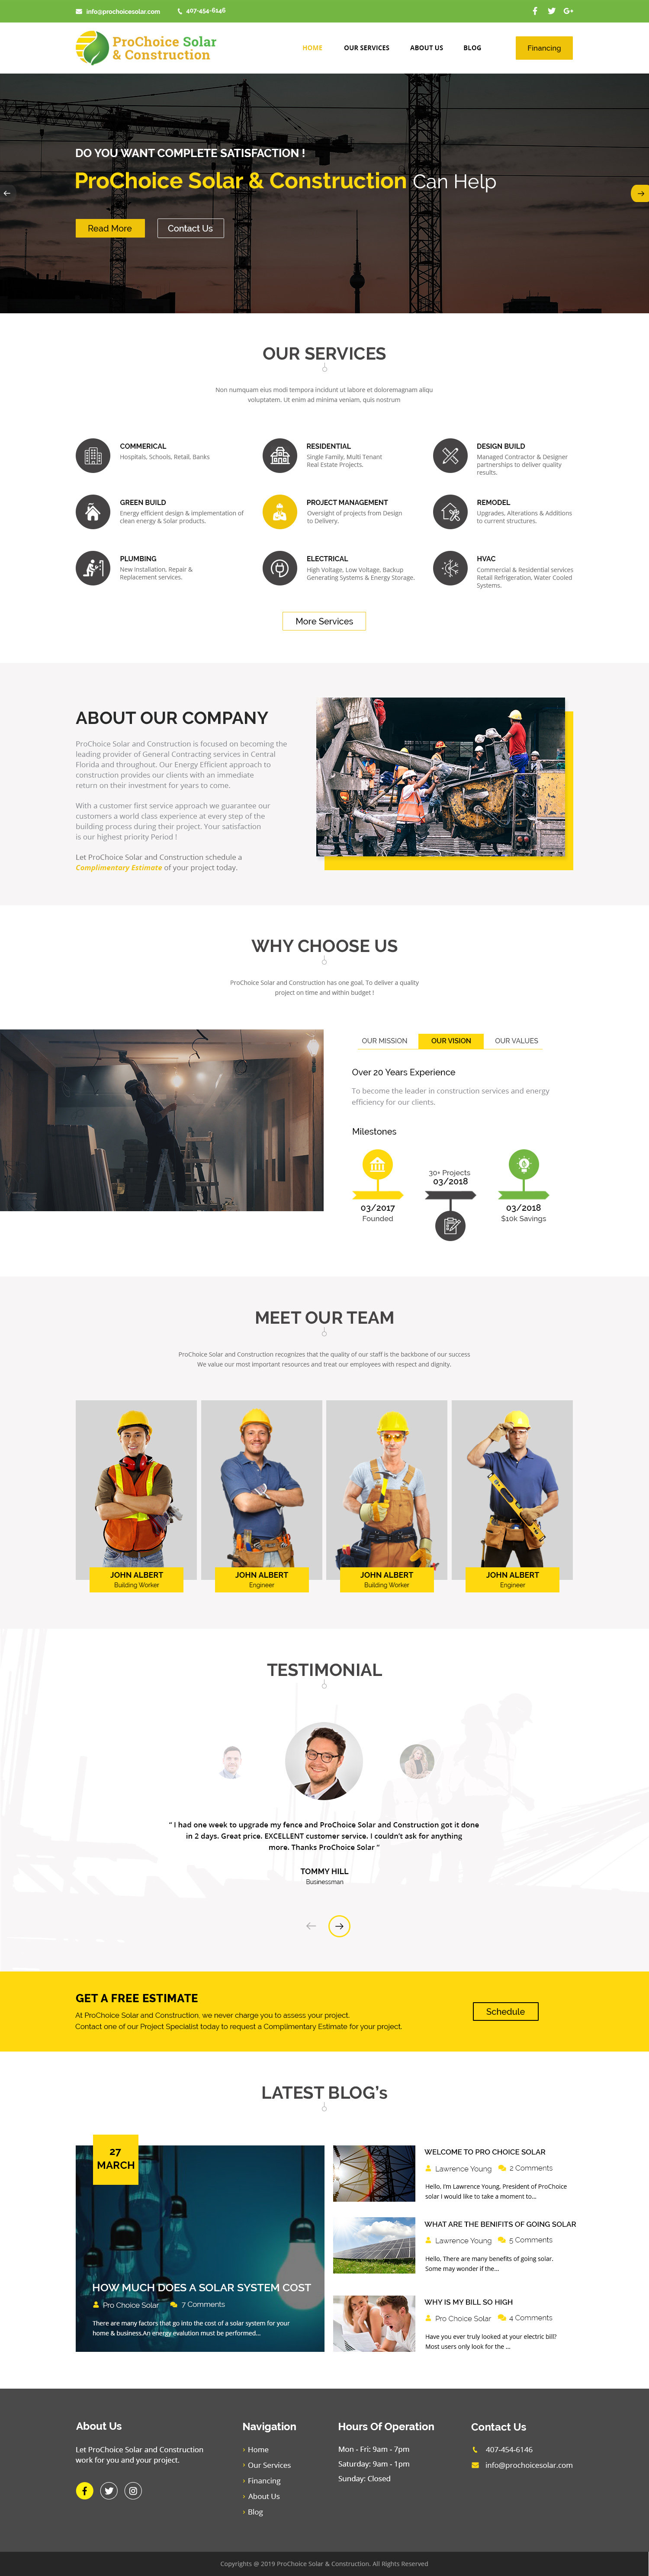 info@prochoicesolar.com 407-454-6146
ProChoice Solar
& Construction
HOME OUR SERVICES ABOUT US BLOG Financing
DO YOU WANT COMPLETE SATISFACTION !
ProChoice Solar & Construction Can Help
Read More Contact Us
OUR SERVICES
Non numquam eius modi tempora incidunt ut labore et doloremagnam aliqu
voluptatem. Ut enim ad minima veniam, quis nostrum
COMMERICAL
Hospitals, Schools, Retail, Banks
RESIDENTIAL
Single Family, Multi Tenant
Real Estate Projects.
DESIGN BUILD
Managed Contractor & Designer
partnerships to deliver quality
results.
GREEN BUILD
Energy efficient design & implementation of
clean energy & Solar products.
PROJECT MANAGEMENT
Oversight of projects from Design
to Delivery.
REMODEL
Upgrades, Alterations & Additions
to current structures.
PLUMBING
New Installation, Repair &
Replacement services.
ELECTRICAL
High Voltage, Low Voltage, Backup
Generating Systems & Energy Storage.
HVAC
Commercial & Residential services
Retail Refrigeration, Water Cooled
Systems.
More Services
ABOUT OUR COMPANY
ProChoice Solar and Construction is focused on becoming the
leading provider of General Contracting services in Central
Florida and throughout. Our Energy Efficient approach to
construction provides our clients with an immediate
return on their investment for years to come.
With a customer first service approach we guarantee our
customers a world class experience at every step of the
building process during their project. Your satisfaction
is our highest priority Period !
Let ProChoice Solar and Construction schedule a
Complimentary Estimate of your project today.
WHY CHOOSE US
ProChoice Solar and Construction has one goal, To deliver a quality
project on time and within budget !
OUR MISSION OUR VISION OUR VALUES
Over 20 Years Experience
To become the leader in construction services and energy
efficiency for our clients.
Milestones
30+ Projects
03/2018
03/2017
Founded
03/2018
$10k Savings
MEET OUR TEAM
ProChoice Solar and Construction recognizes that the quality of our staff is the backbone of our success
We value our most important resources and treat our employees with respect and dignity.
JOHN ALBERT
Building Worker
JOHN ALBERT
Engineer
JOHN ALBERT
Building Worker
JOHN ALBERT
Engineer
TESTIMONIAL
" I had one week to upgrade my fence and ProChoice Solar and Construction got it done
in 2 days. Great price. EXCELLENT customer service. I couldn't ask for anything
more. Thanks ProChoice Solar "
TOMMY HILL
Businessman
GET A FREE ESTIMATE
At ProChoice Solar and Construction, we never charge you to assess your project.
Contact one of our Project Specialist today to request a Complimentary Estimate for your project.
Schedule
LATEST BLOG's
27
MARCH
HOW MUCH DOES A SOLAR SYSTEM COST
Pro Choice Solar 7 Comments
There are many factors that go into the cost of a solar system for your
home & business.An energy evalution must be performed...
WELCOME TO PRO CHOICE SOLAR
Lawrence Young 2 Comments
Hello, I'm Lawrence Young, President of ProChoice
solar I would like to take a moment to...
WHAT ARE THE BENIFITS OF GOING SOLAR
Lawrence Young 5 Comments
Hello, There are many benefits of going solar.
Some may wonder if the...
WHY IS MY BILL SO HIGH
Pro Choice Solar 4 Comments
Have you ever truly looked at your electric bill?
Most users only look for the ...
About Us
Let ProChoice Solar and Construction
work for you and your project.
Navigation
Home
Our Services
Financing
About Us
Blog
Hours Of Operation
Mon - Fri: 9am - 7pm
Saturday: 9am - 1pm
Sunday: Closed
Contact Us
407-454-6146
info@prochoicesolar.com
Copyrights @ 2019 ProChoice Solar & Construction. All Rights Reserved